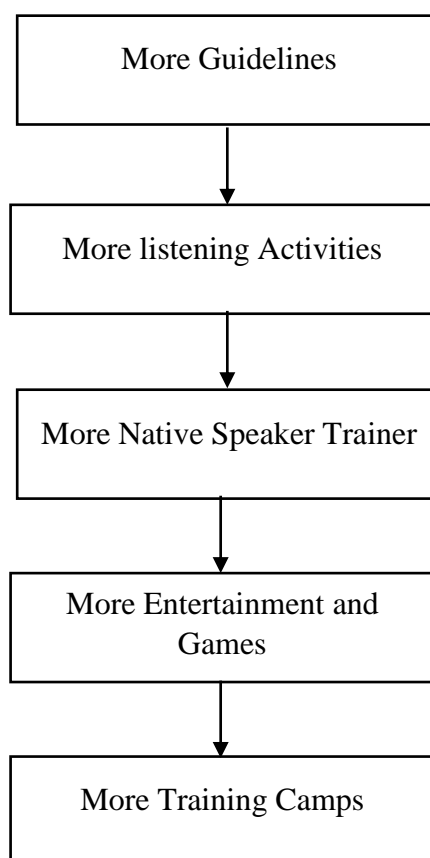 More Guidelines
More listening Activities
More Native Speaker Trainer
More Entertainment and
Games
More Training Camps